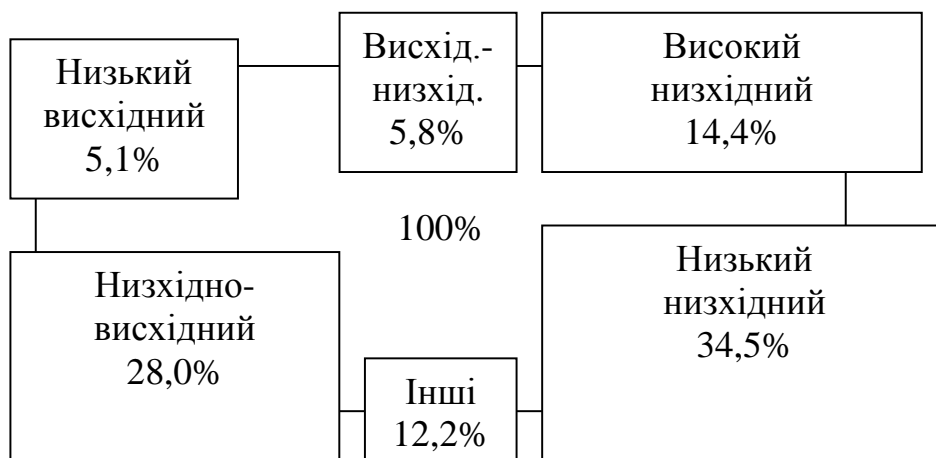 Низький
висхідний
5,1%
Висхід.-
низхід.
5,8%
Високий
низхідний
14,4%
100%
Низхідно-
висхідний
28,0%
Інші
12,2%
Низький
низхідний
34,5%